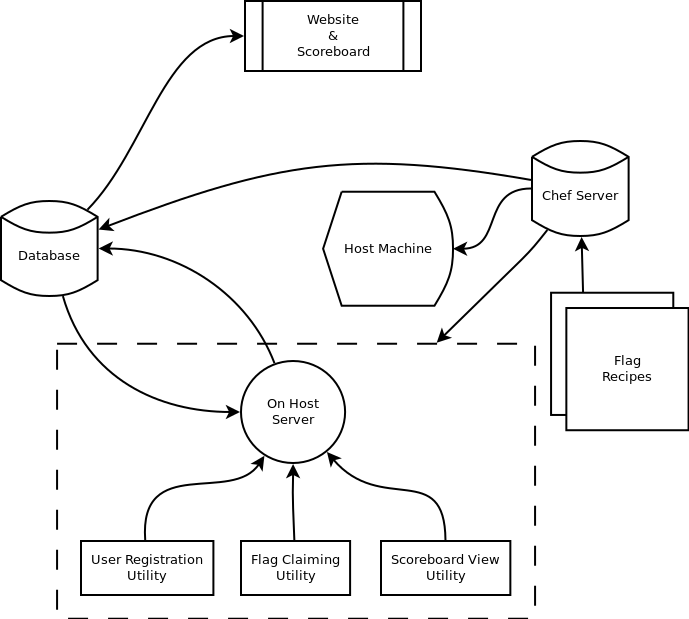 Website
&
Scoreboard
Chef Server
Host Machine
Database
Flag
Recipes
On Host
Server
User Registration
Utility
Flag Claiming
Utility
Scoreboard View
Utility